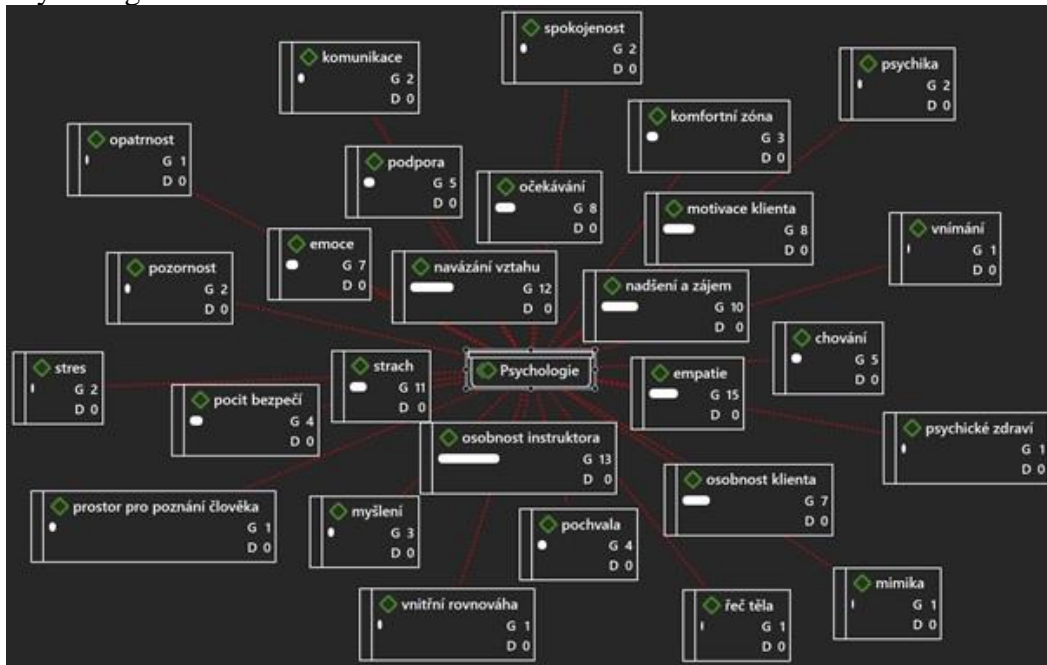 spokojenost
G 2
D 0
komunikace
G 2
D 0
psychika
G 2
D 0
komfortní zóna
G 3
D 0
opatrnost
G 1
D 0
podpora
G 5
D 0
očekávání
G 8
D 0
motivace klienta
G 8
D 0
vnímání
G 1
D 0
emoce
G 7
D 0
pozornost
G 2
D 0
navázání vztahu
G 12
D 0
nadšení a zájem
G 10
D 0
chování
G 5
D 0
stres
G 2
D 0
strach
G 11
D 0
Psychologie
empatie
G 15
D 0
pocit bezpečí
G 4
D 0
psychické zdraví
G 1
D 0
osobnost instruktora
G 13
D 0
osobnost klienta
G 7
D 0
prostor pro poznání člověka
G 1
D 0
myšlení
G 3
D 0
pochvala
G 4
D 0
mimika
G 1
D 0
vnitřní rovnováha
G 1
D 0
řeč těla
G 1
D 0